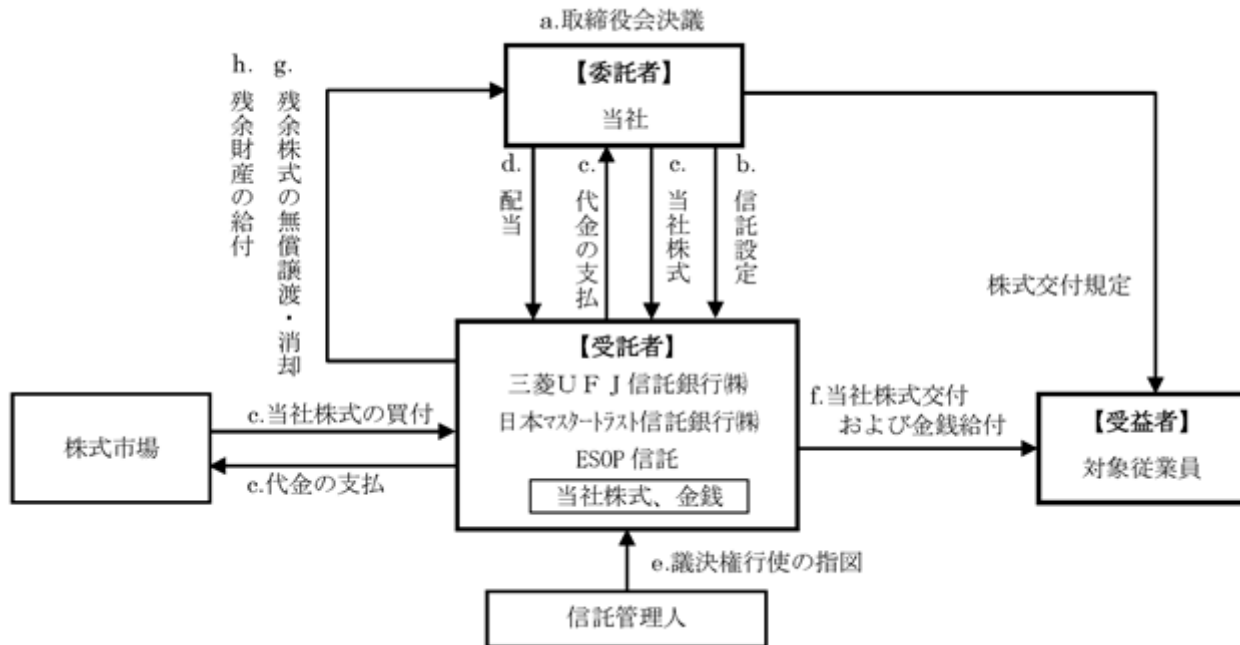 a.取締役会決議
【委託者】
当社
h.
残余財産の給付
g.
残余株式の無償譲渡・消却
d.
配当
c.
代金の支払
c.
当社株式
b.
信託設定
株式交付規定
【受託者】
三菱ＵＦＪ信託銀行㈱
日本マスタートラスト信託銀行㈱
ESOP 信託
当社株式、金銭
株式市場
c.当社株式の買付
c.代金の支払
f.当社株式交付
および金銭給付
【受益者】
対象従業員
e.議決権行使の指図
信託管理人